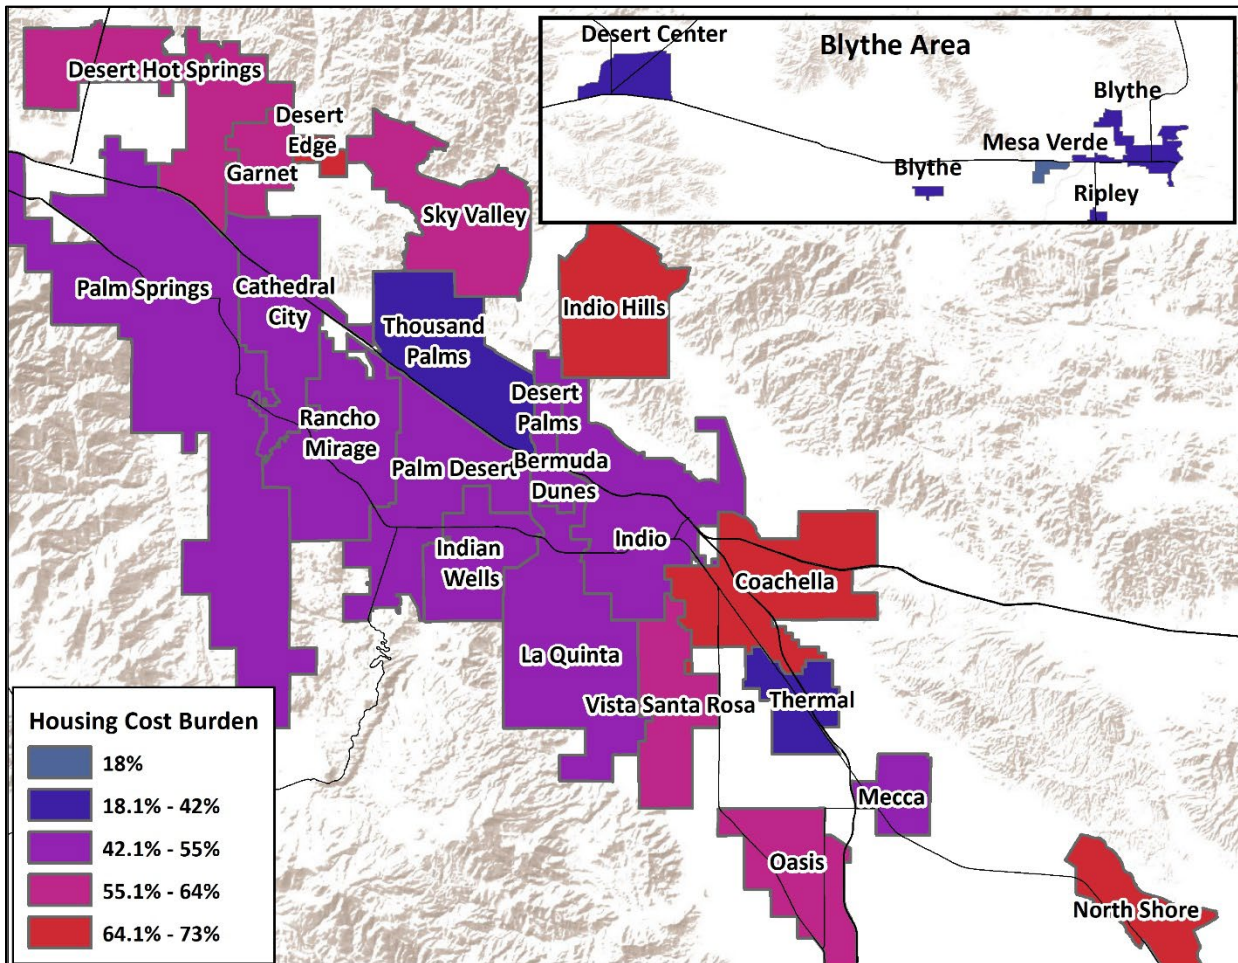 Desert Hot Springs
Desert
Edge
Garnet
Sky Valley
Palm Springs
Cathedral
City
Thousand
Palms
Indio Hills
Rancho
Mirage
Desert
Palms
Palm Desert
Bermuda
Dunes
Indian
Wells
Indio
Coachella
La Quinta
Vista Santa Rosa
Thermal
Mecca
Oasis
North Shore
Blythe Area
Desert Center
Blythe
Mesa Verde
Blythe
Ripley
Housing Cost Burden
18%
18.1% - 42%
42.1% - 55%
55.1% - 64%
64.1% - 73%